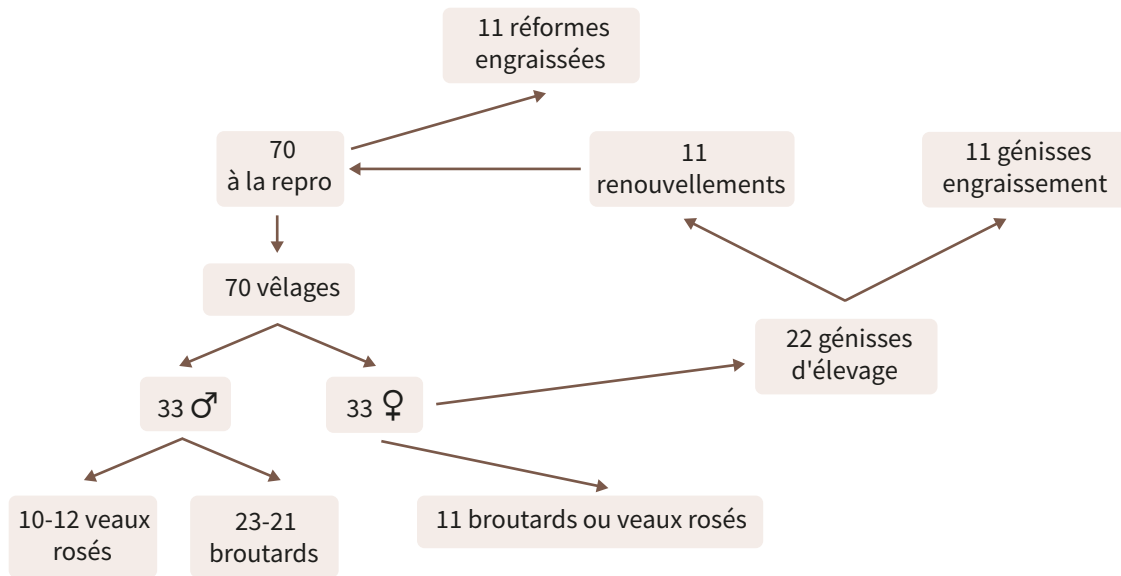 11 réformes
engraissées
70
à la repro
11
renouvellements
11 génisses
engraissement
70 vêlages
22 génisses
d'élevage
33 ♂
33 ♀
10-12 veaux
rosés
23-21
broutards
11 broutards ou veaux rosés